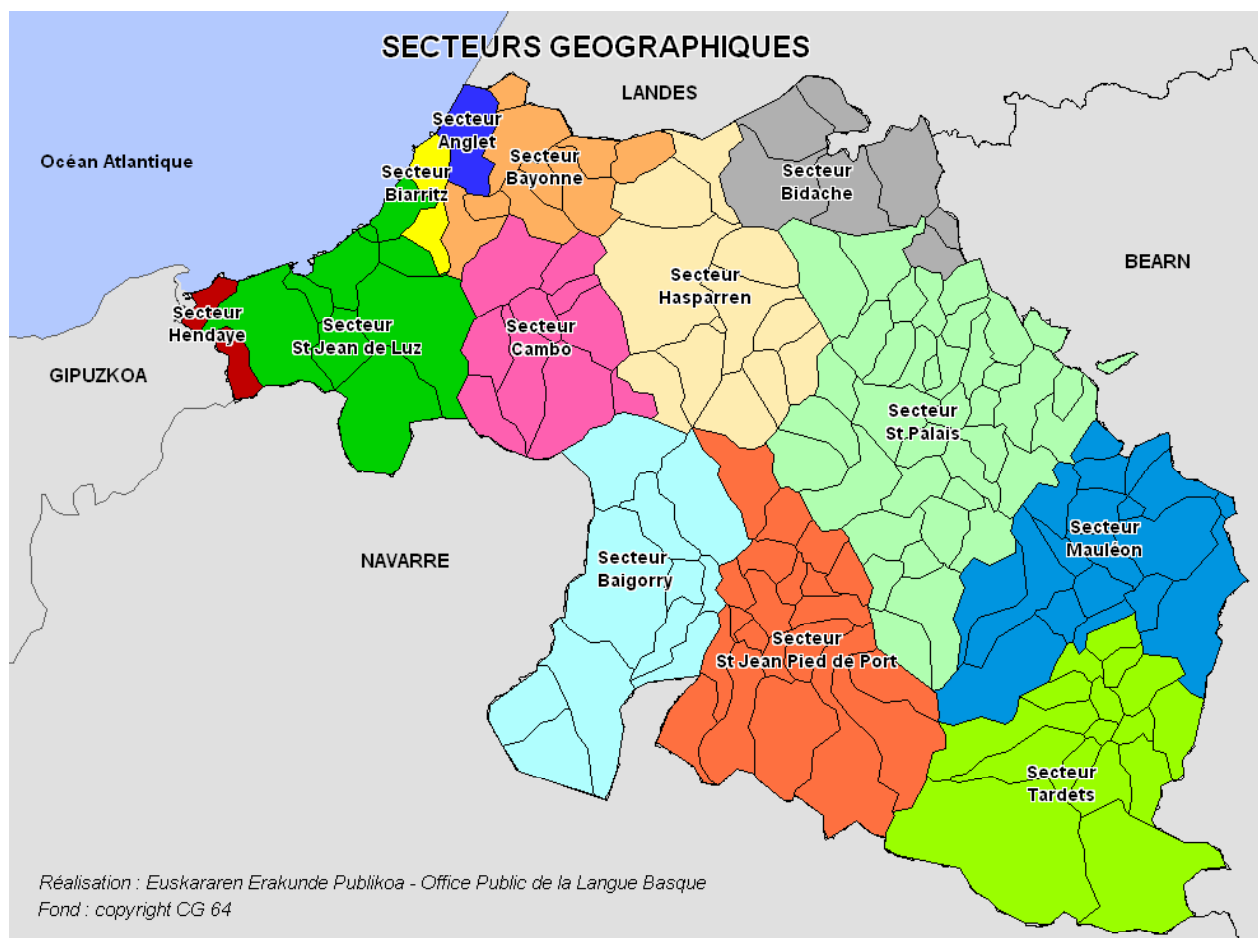 SECTEURS GEOGRAPHIQUES
LANDES
Secteur
Anglet
Océan Atlantique
Secteur
Bayonne
Secteur
Biarritz
Secteur
Bidache
BEARN
Secteur
Hasparren
Secteur
Hendaye
Secteur
St Jean de Luz
Secteur
Cambo
GIPUZKOA
Secteur
St Palais
Secteur
Mauléon
NAVARRE
Secteur
Baigorry
Secteur
St Jean Pied de Port
Secteur
Tardets
Réalisation : Euskararen Erakunde Publikoa - Office Public de la Langue Basque
Fond : copyright CG 64